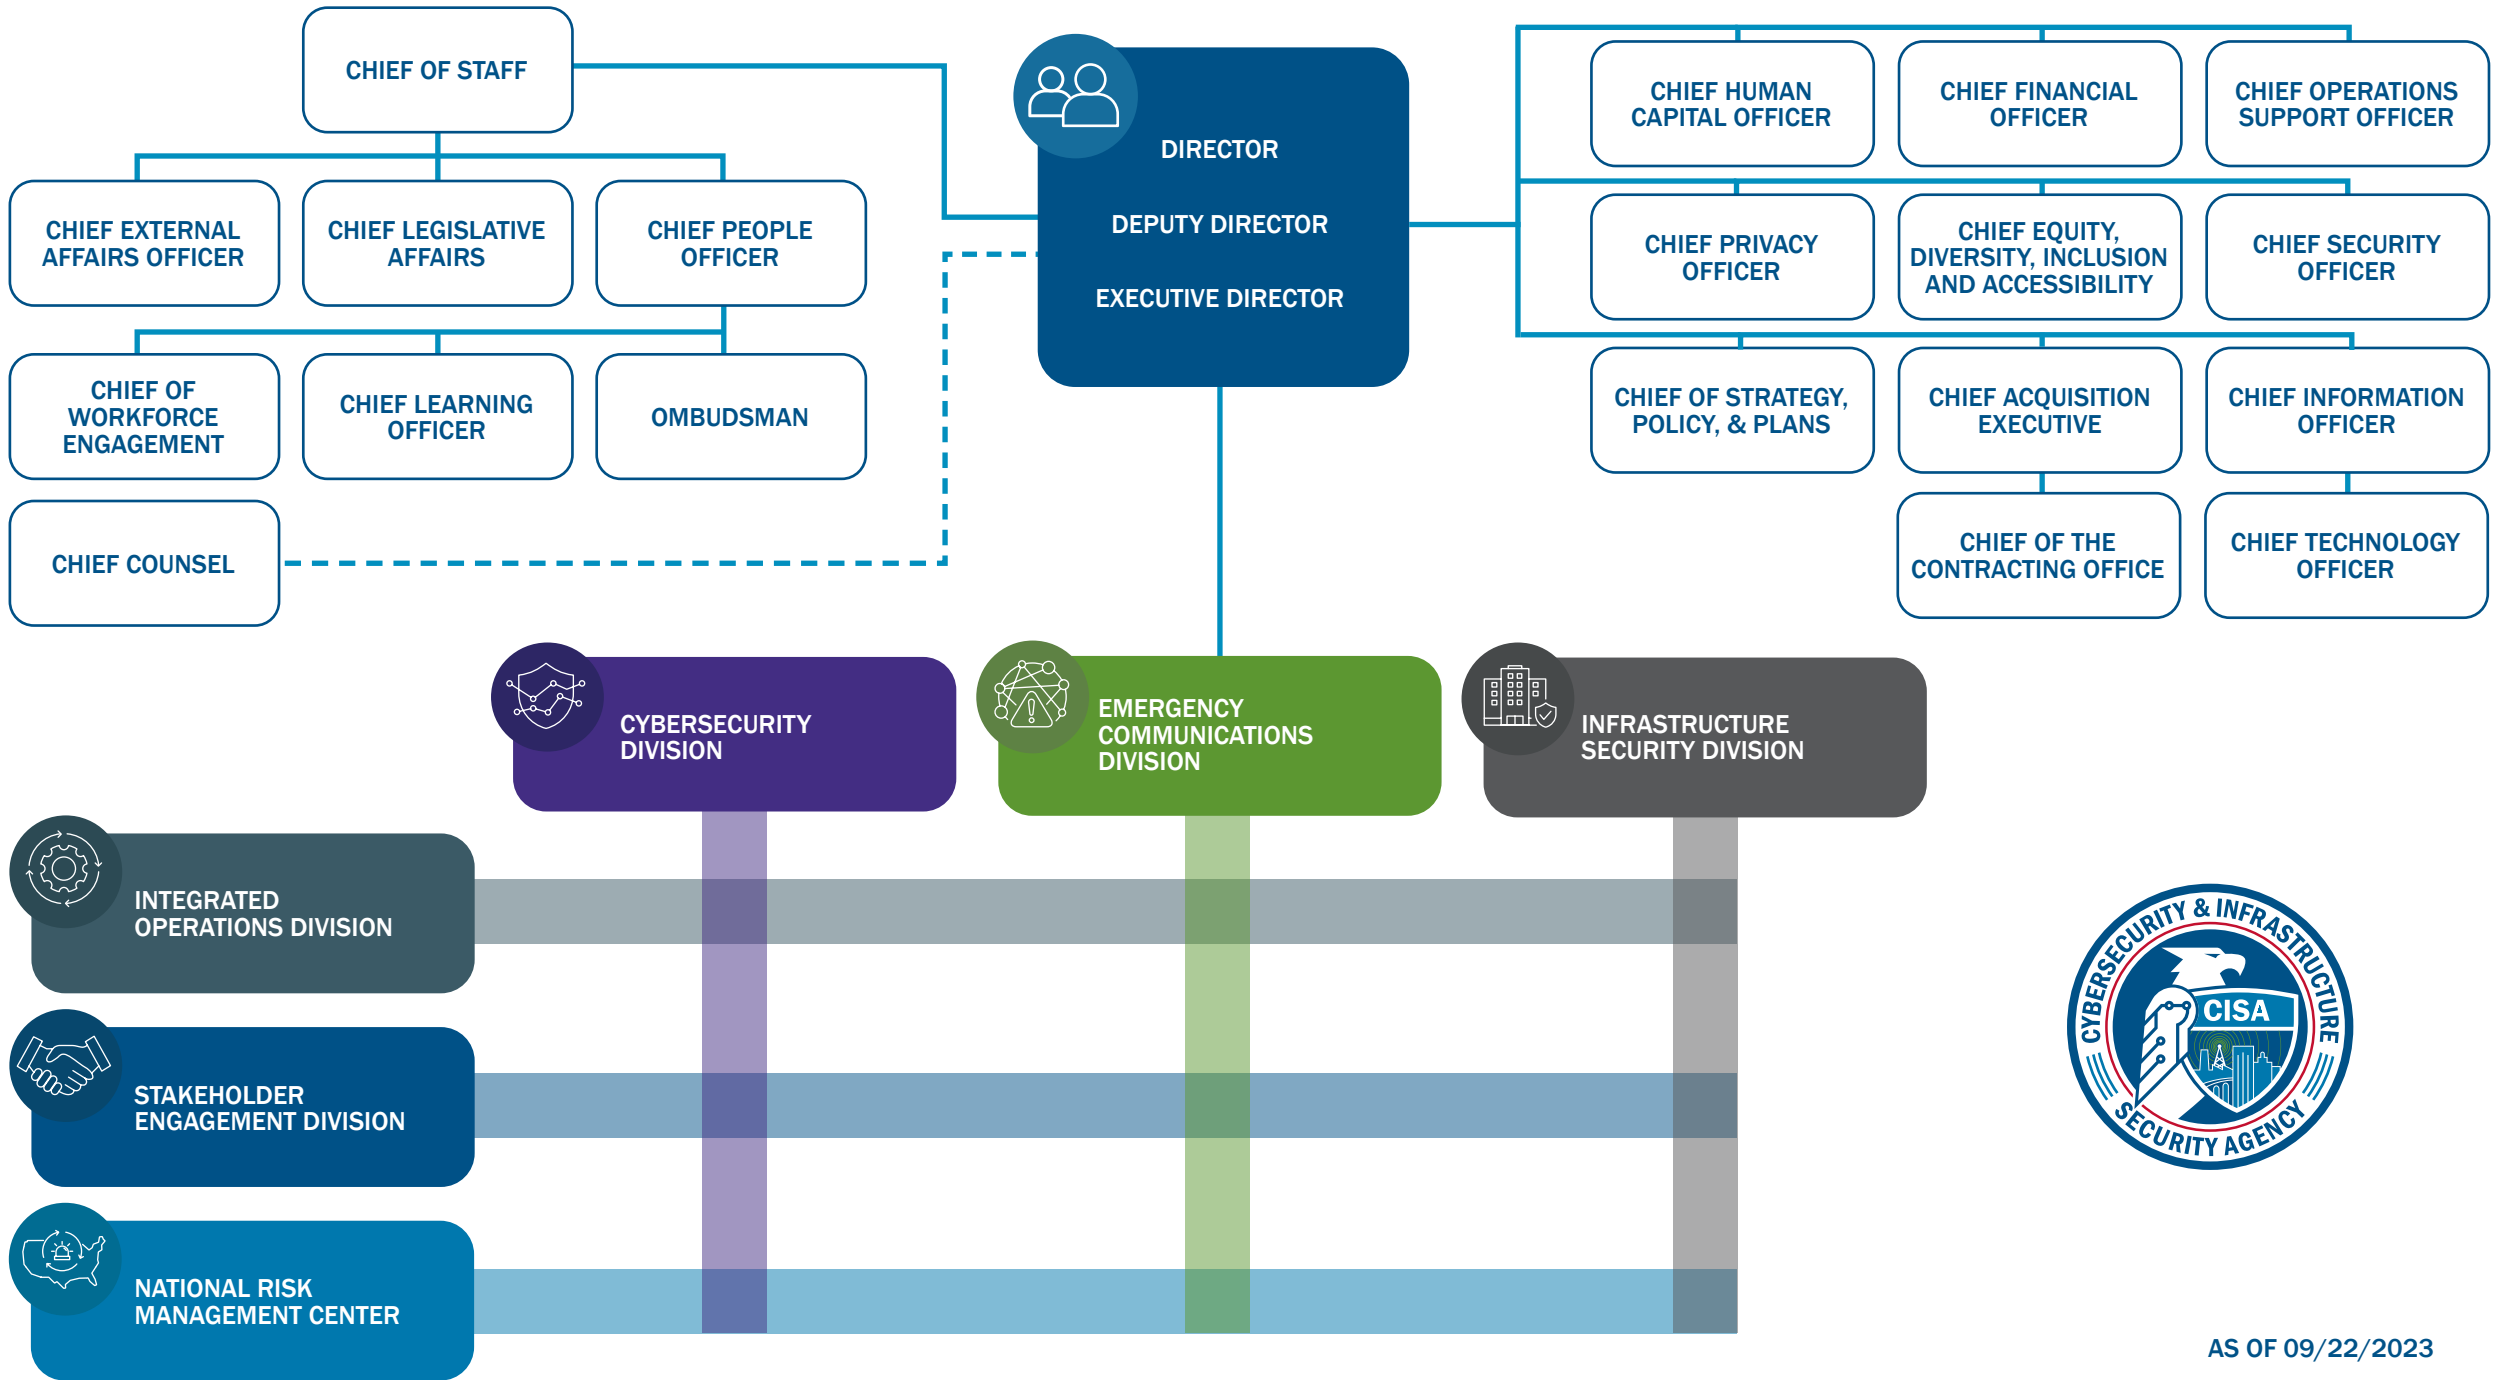 CHIEF OF STAFF
CHIEF EXTERNAL
AFFAIRS OFFICER
CHIEF LEGISLATIVE
AFFAIRS
CHIEF PEOPLE
OFFICER
CHIEF OF
WORKFORCE
ENGAGEMENT
CHIEF LEARNING
OFFICER
OMBUDSMAN
CHIEF COUNSEL
DIRECTOR
DEPUTY DIRECTOR
EXECUTIVE DIRECTOR
CHIEF HUMAN
CAPITAL OFFICER
CHIEF FINANCIAL
OFFICER
CHIEF OPERATIONS
SUPPORT OFFICER
CHIEF PRIVACY
OFFICER
CHIEF EQUITY,
DIVERSITY, INCLUSION
AND ACCESSIBILITY
CHIEF SECURITY
OFFICER
CHIEF OF STRATEGY,
POLICY, & PLANS
CHIEF ACQUISITION
EXECUTIVE
CHIEF INFORMATION
OFFICER
CHIEF OF THE
CONTRACTING OFFICE
CHIEF TECHNOLOGY
OFFICER
CYBERSECURITY
DIVISION
EMERGENCY
COMMUNICATIONS
DIVISION
INFRASTRUCTURE
SECURITY DIVISION
INTEGRATED
OPERATIONS DIVISION
STAKEHOLDER
ENGAGEMENT DIVISION
NATIONAL RISK
MANAGEMENT CENTER
CYBERSECURITY & INFRASTRUCTURE
CISA
SECURITY AGENCY
AS OF 09/22/2023